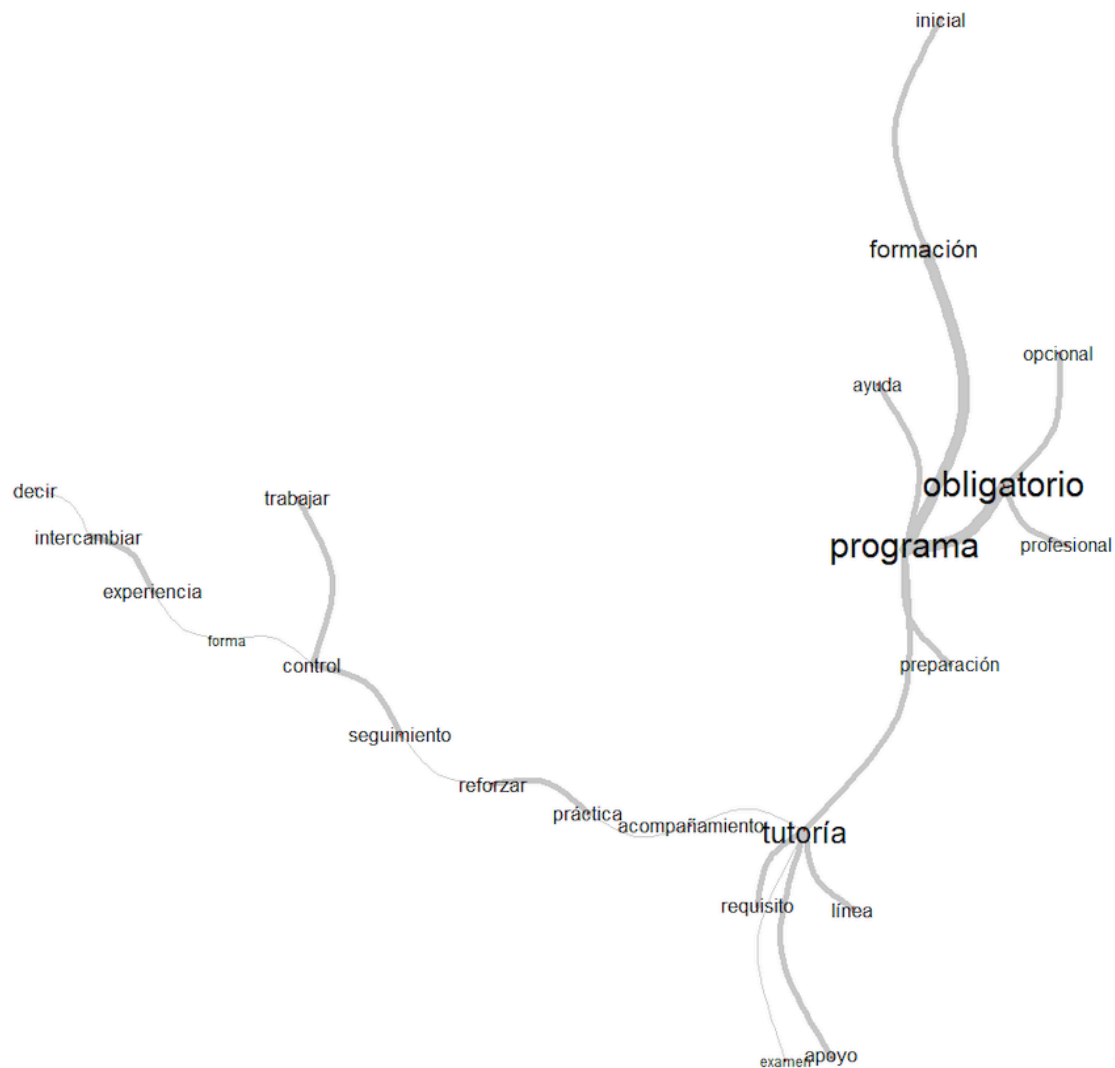 inicial
formación
opcional
ayuda
obligatorio
decir
trabajar
intercambiar
programa
profesional
experiencia
forma
control
preparación
seguimiento
reforzar
práctica
acompañamiento
tutoría
requisito
línea
examen
apoyo